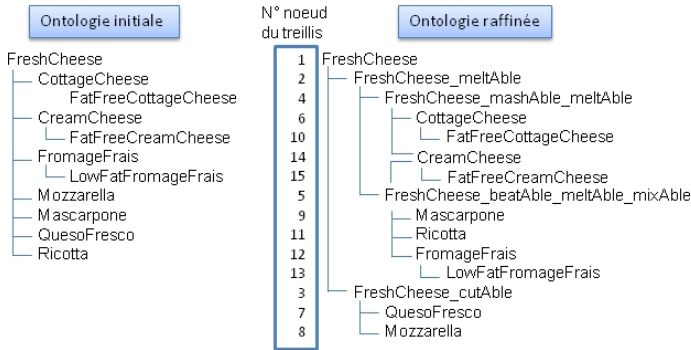 Ontologie initiale
FreshCheese
CottageCheese
FatFreeCottageCheese
CreamCheese
FatFreeCreamCheese
FromageFrais
LowFatFromageFrais
Mozzarella
Mascarpone
QuesoFresco
Ricotta
N° noeud
du treillis
Ontologie raffinée
1 FreshCheese
2 FreshCheese_meltAble
4 FreshCheese_mashAble_meltAble
6 CottageCheese
10 FatFreeCottageCheese
14 CreamCheese
15 FatFreeCreamCheese
5 FreshCheese_beatAble_meltAble_mixAble
9 Mascarpone
11 Ricotta
12 FromageFrais
13 LowFatFromageFrais
3 FreshCheese_cutAble
7 QuesoFresco
8 Mozzarella